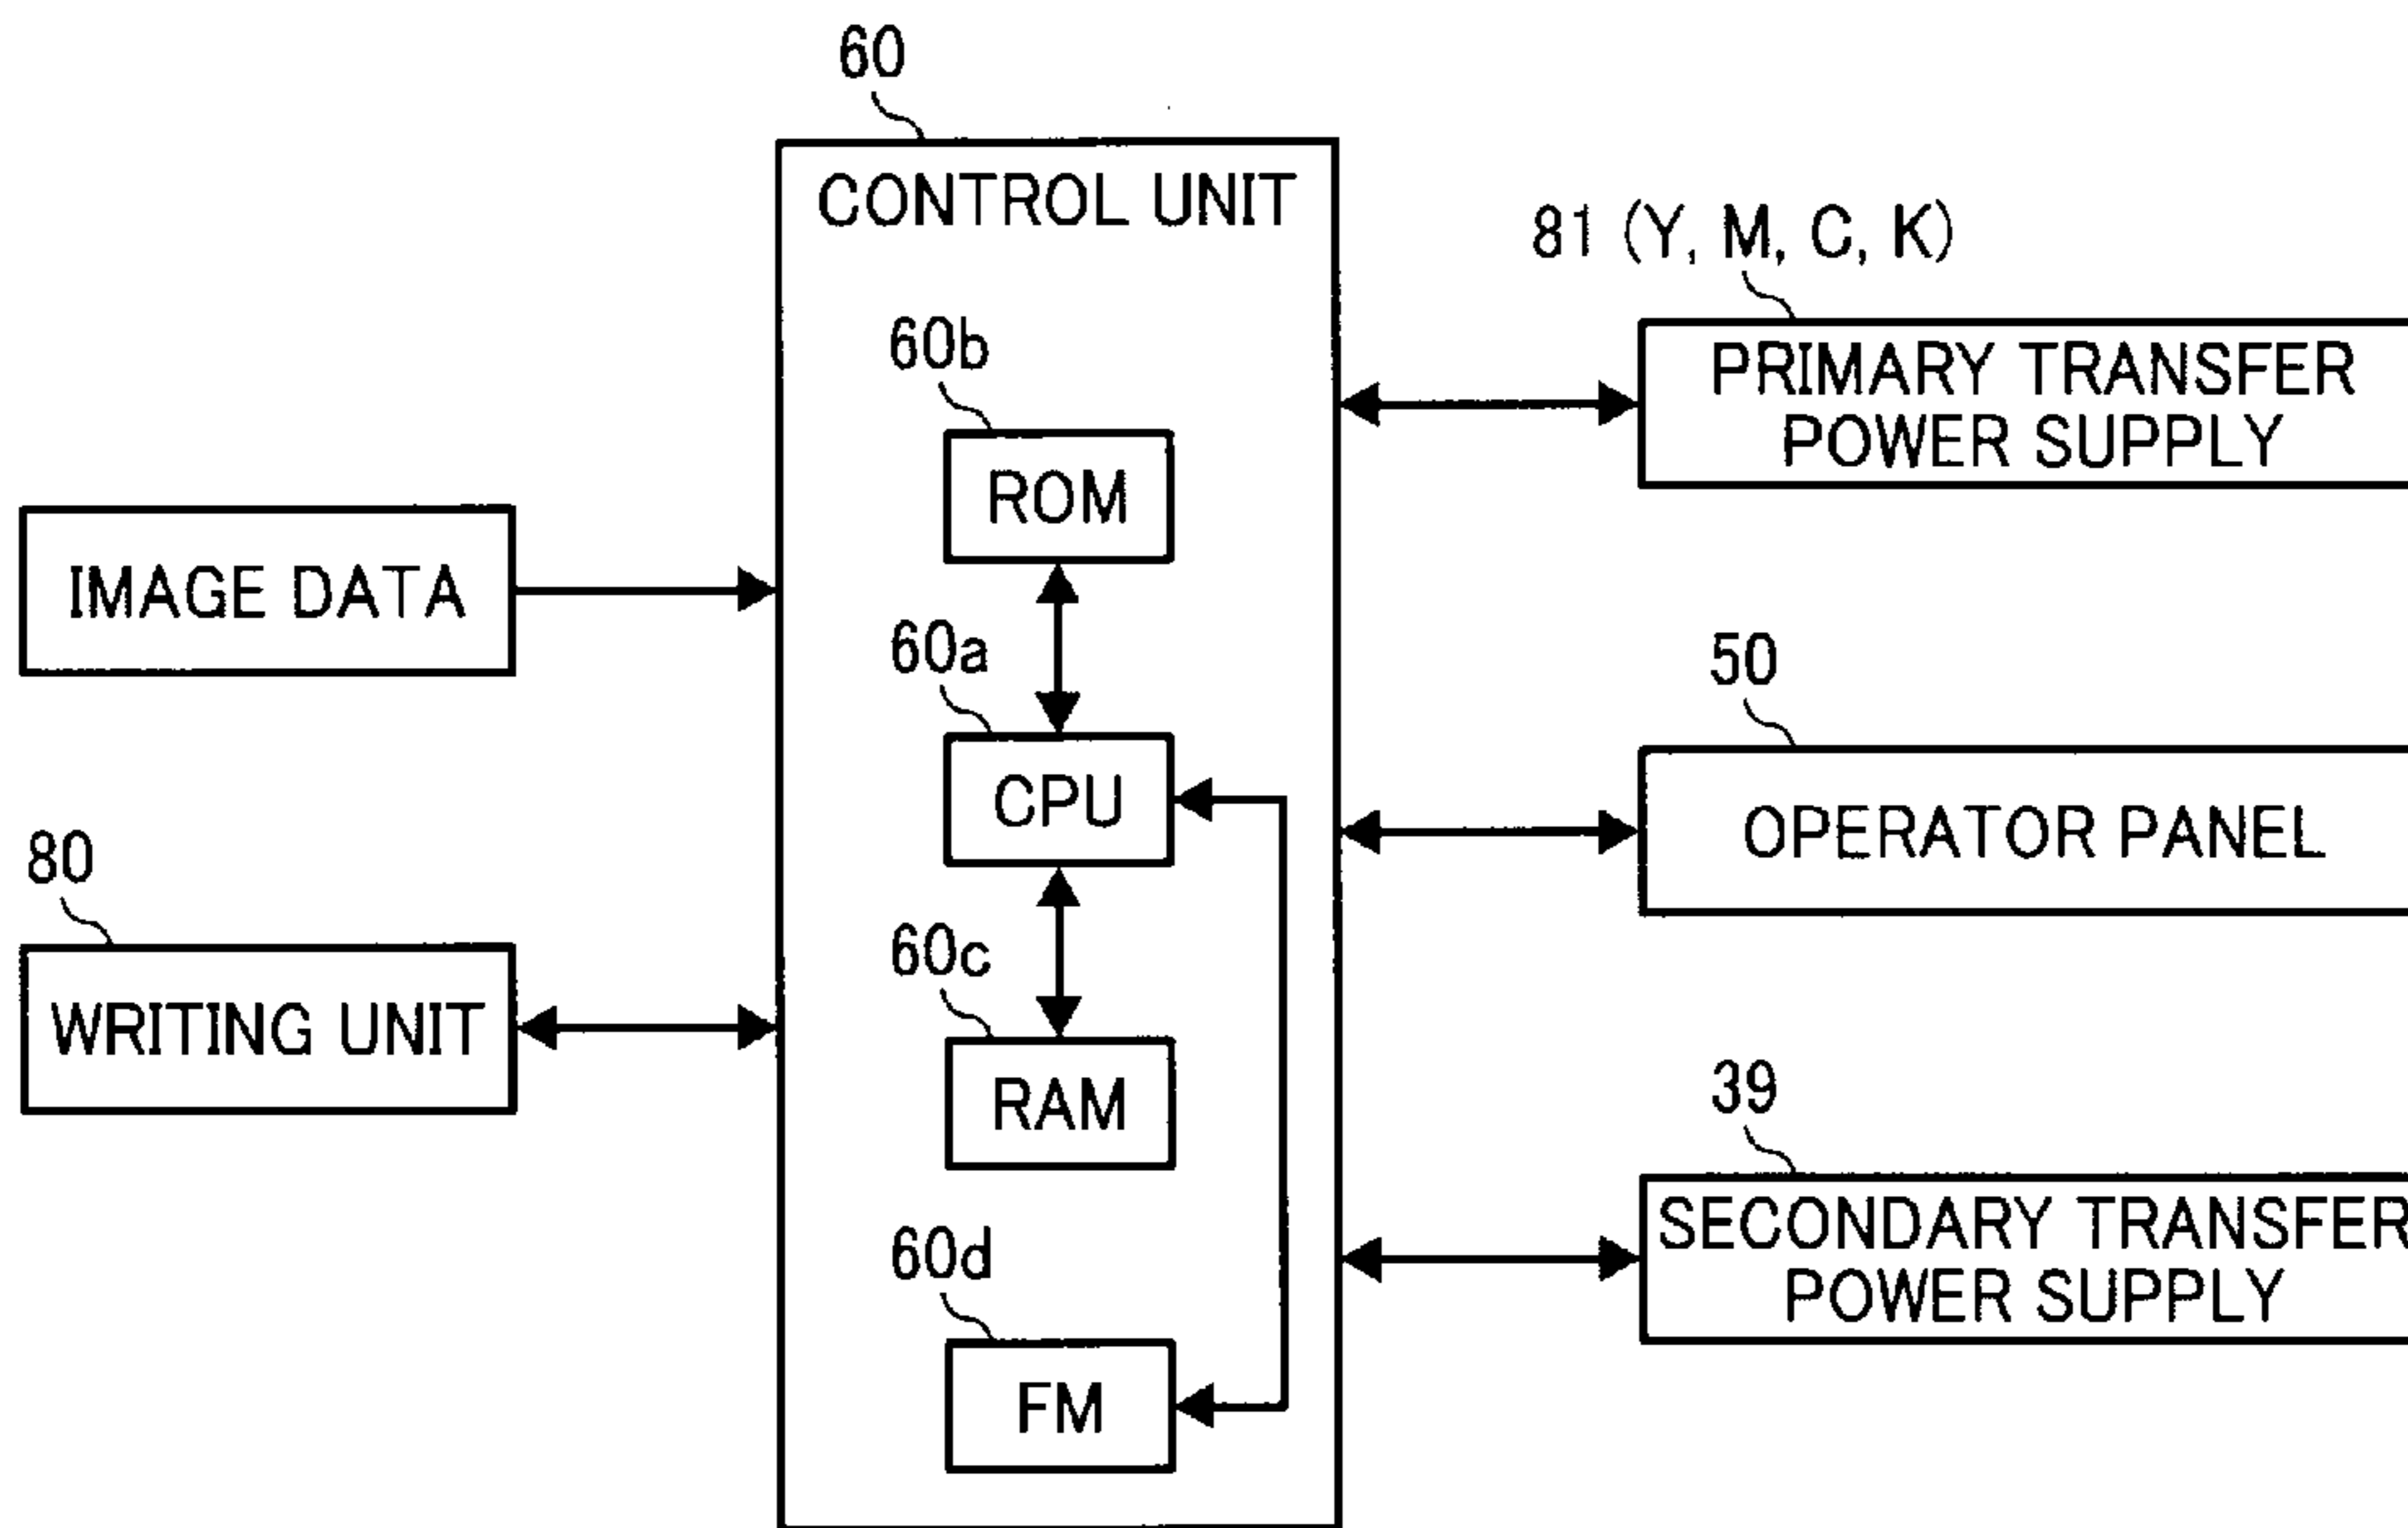 60
CONTROL UNIT
81 (Y, M, C, K)
60b
PRIMARY TRANSFER
POWER SUPPLY
ROM
IMAGE DATA
60a
50
CPU
OPERATOR PANEL
80
60c
WRITING UNIT
RAM
39
60d
SECONDARY TRANSFER
POWER SUPPLY
FM